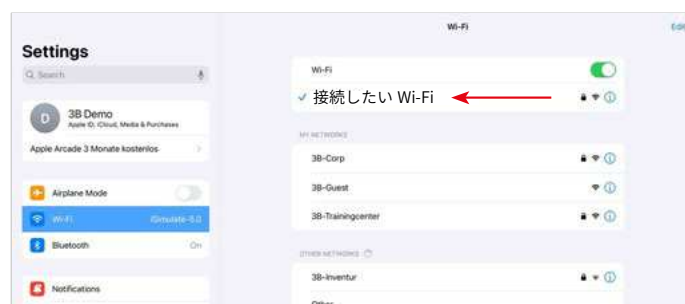 Wi-Fi
Edit
Settings
Search
Wi-Fi
接続したい Wi-Fi
D
3B Demo
Apple ID, iCloud, Media & Purchases
MY NETWORKS
Apple Arcade 3 Monate kostenlos
3B-Corp
3B-Guest
Airplane Mode
3B-Trainingcenter
Wi-Fi
Bluetooth
On
OTHER NETWORKS
3B-Inventur
Notifications